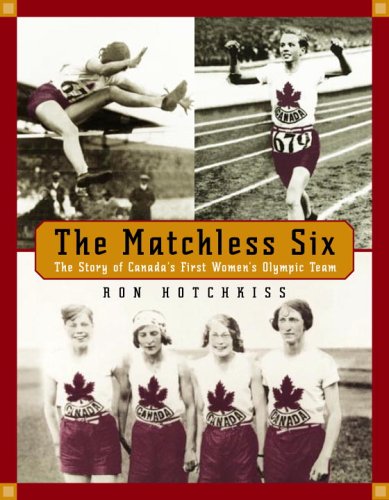 CANADA
679
The Matchless Six
The Story of Canada's First Women's Olympic Team
RON HOTCHKISS
CANADA
CANADA
CANADA
CANADA